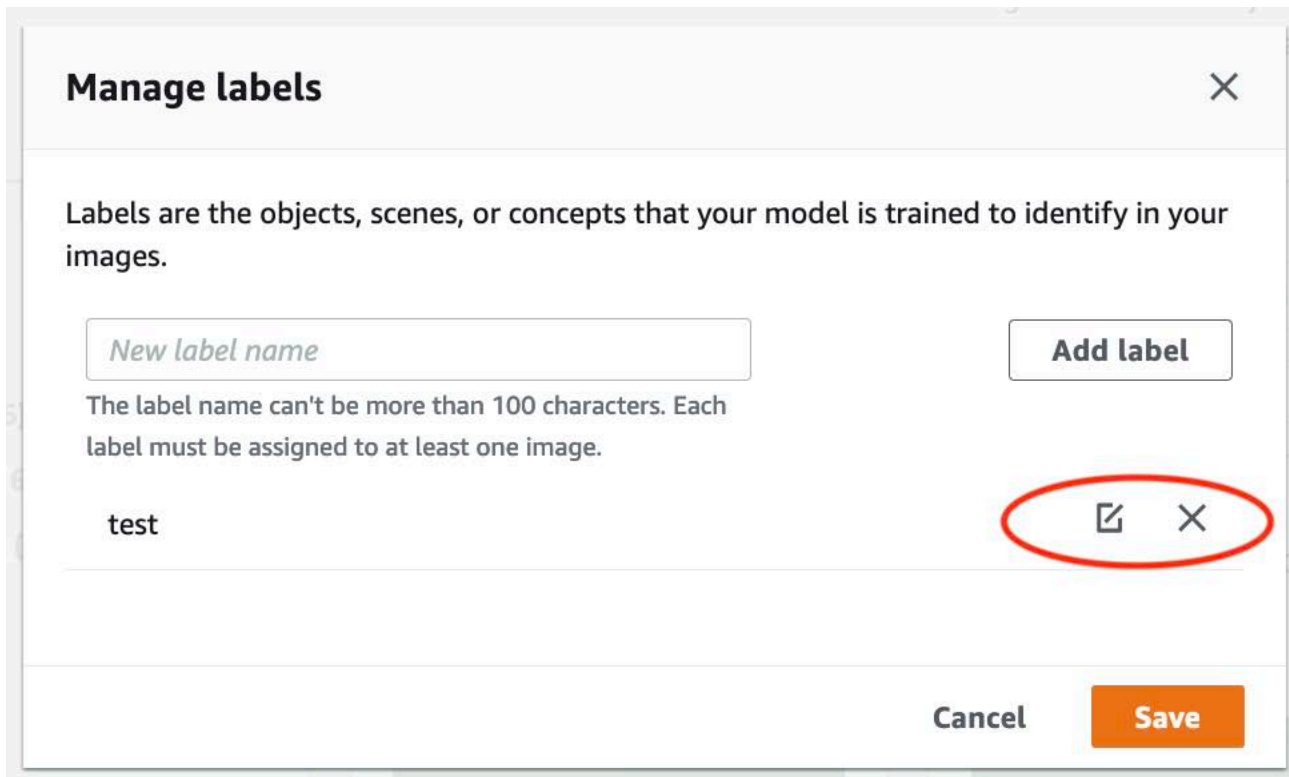 Manage labels
Labels are the objects, scenes, or concepts that your model is trained to identify in your
images.
New label name
Add label
The label name can't be more than 100 characters. Each
label must be assigned to at least one image.
test
Cancel
Save